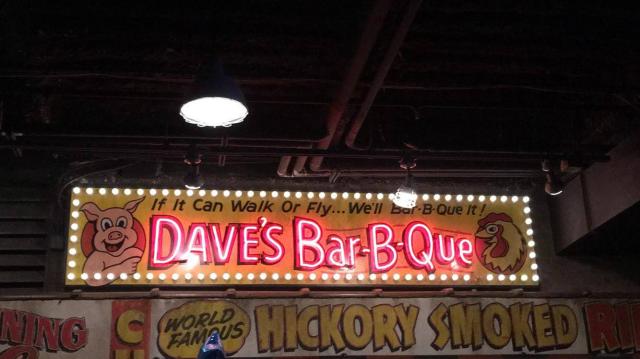 If It Can Walk Or Fly...We'll Bar-B-Que It!
DAVE'S Bar-B-Que
WORLD FAMOUS
HICKORY SMOKED